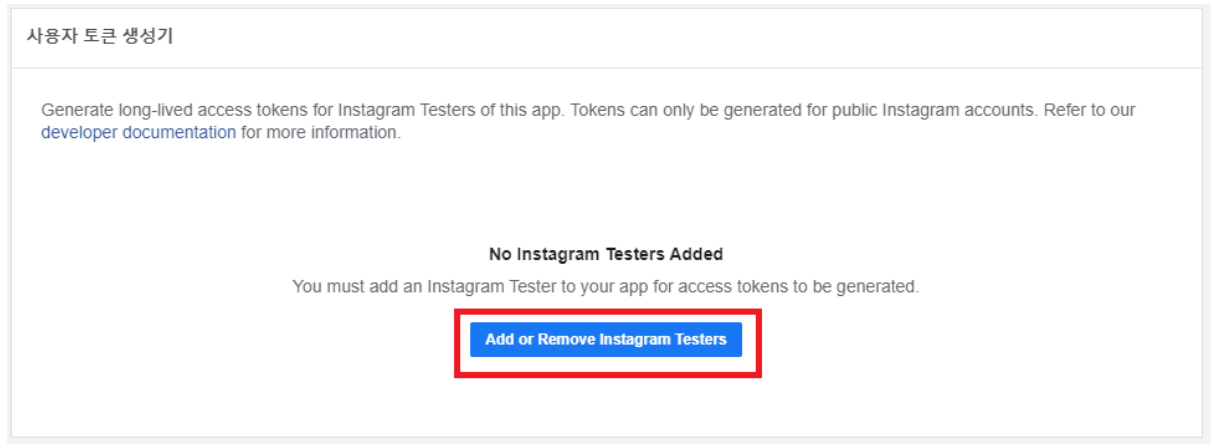 사용자 토큰 생성기
Generate long-lived access tokens for Instagram Testers of this app. Tokens can only be generated for public Instagram accounts. Refer to our
developer documentation for more information.
No Instagram Testers Added
You must add an Instagram Tester to your app for access tokens to be generated.
Add or Remove Instagram Testers